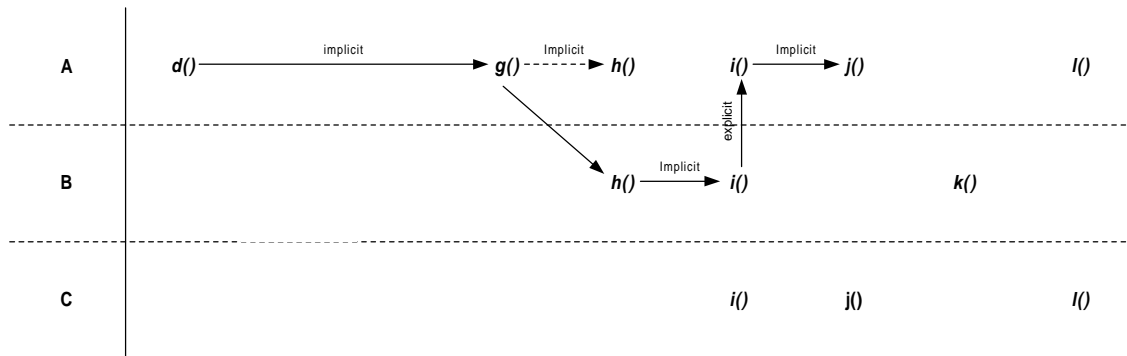 implicit Implicit Implicit
A d() g() h() i() j() l()
explicit
Implicit
B h() i() k()
C i() j() l()